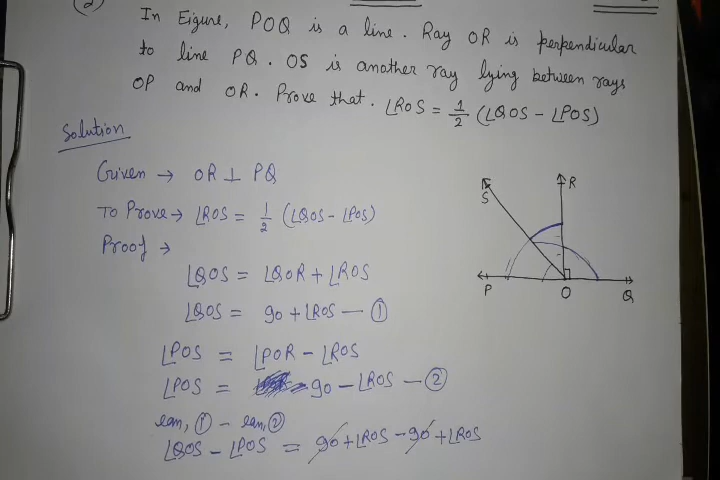 (2)
In Eigure, POQ is a line. Ray OR is perpendicular
to line PQ. OS is another ray lying between rays
OP and OR. Prove that. ∠ROS = 1/2 (∠QOS - ∠POS)
Solution
Given → OR ⊥ PQ
To Prove → ∠ROS = 1/2 (∠QOS - ∠POS)
Proof →
∠QOS = ∠QOR + ∠ROS
∠QOS = 90 + ∠ROS — ①
∠POS = ∠POR - ∠ROS
∠POS = 90 - ∠ROS — ②
eqn, ① - eqn, ②
∠QOS - ∠POS = 90 + ∠ROS - 90 + ∠ROS
S
R
P
O
Q